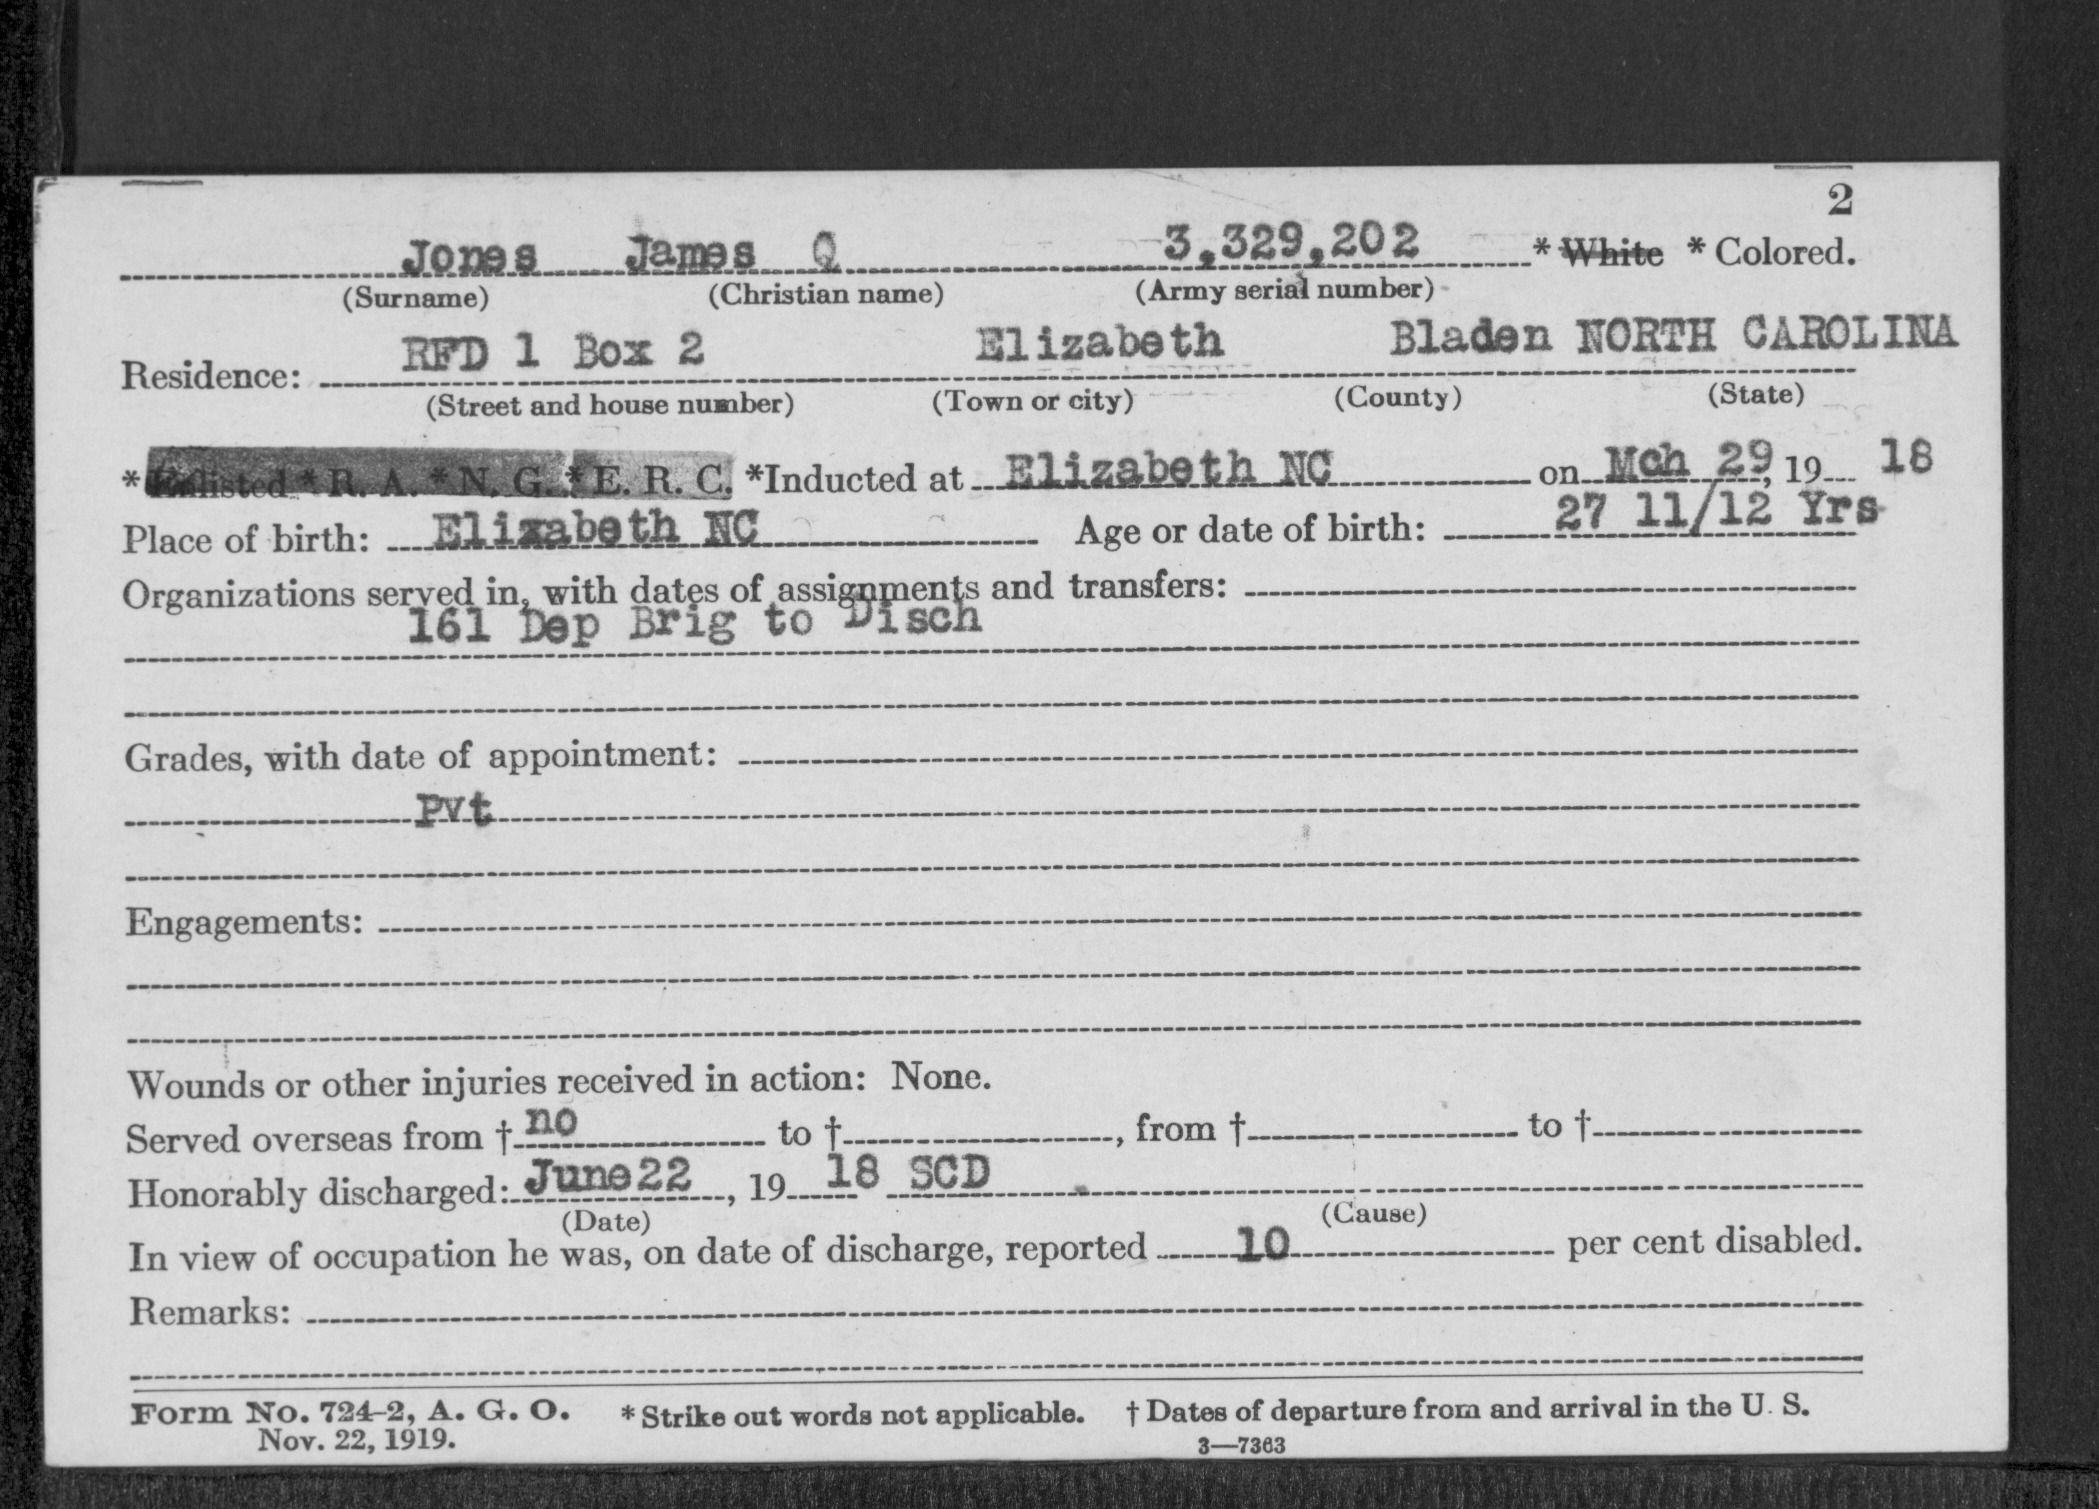 2
Jones James Q 3,329,202 * White * Colored.
(Surname) (Christian name) (Army serial number)
Residence: RFD 1 Box 2 Elizabeth Bladen NORTH CAROLINA
(Street and house number) (Town or city) (County) (State)
* Enlisted * R. A. * N. G. * E. R. C. *Inducted at Elizabeth NC on Mch 29, 19 18
Place of birth: Elixabeth NC Age or date of birth: 27 11/12 Yrs
Organizations served in, with dates of assignments and transfers:
161 Dep Brig to Disch
Grades, with date of appointment:
Pvt
Engagements:
Wounds or other injuries received in action: None.
Served overseas from † no to †, from † to †
Honorably discharged: June22, 19 18 SCD
(Date) (Cause)
In view of occupation he was, on date of discharge, reported 10 per cent disabled.
Remarks:
Form No. 724-2, A. G. O. * Strike out words not applicable. † Dates of departure from and arrival in the U. S.
Nov. 22, 1919. 3—7363